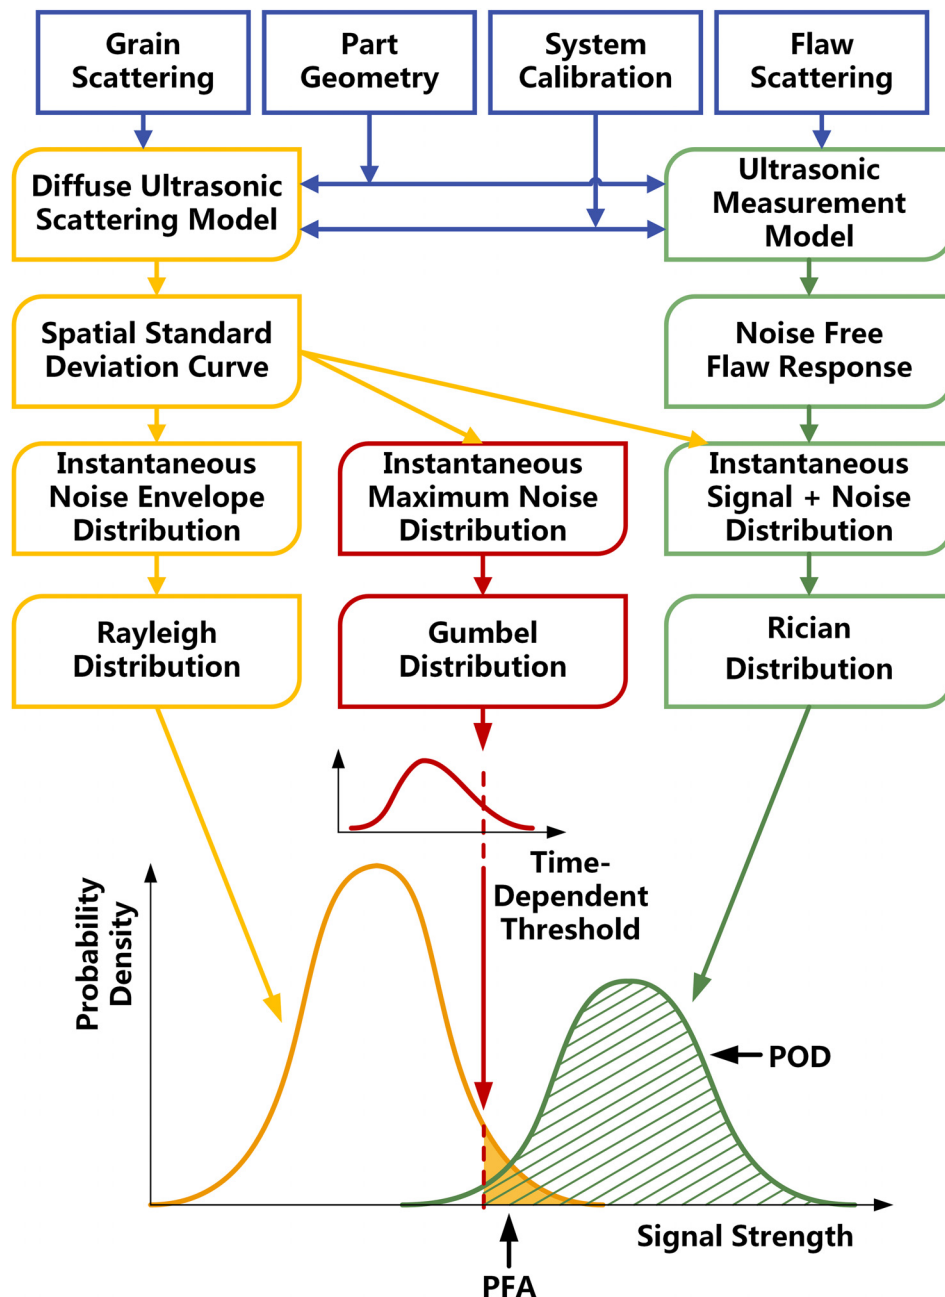 Grain
Scattering
Part
Geometry
System
Calibration
Flaw
Scattering
Diffuse Ultrasonic
Scattering Model
Ultrasonic
Measurement
Model
Spatial Standard
Deviation Curve
Noise Free
Flaw Response
Instantaneous
Noise Envelope
Distribution
Instantaneous
Maximum Noise
Distribution
Instantaneous
Signal + Noise
Distribution
Rayleigh
Distribution
Gumbel
Distribution
Rician
Distribution
Time-
Dependent
Threshold
Probability
Density
POD
Signal Strength
PFA